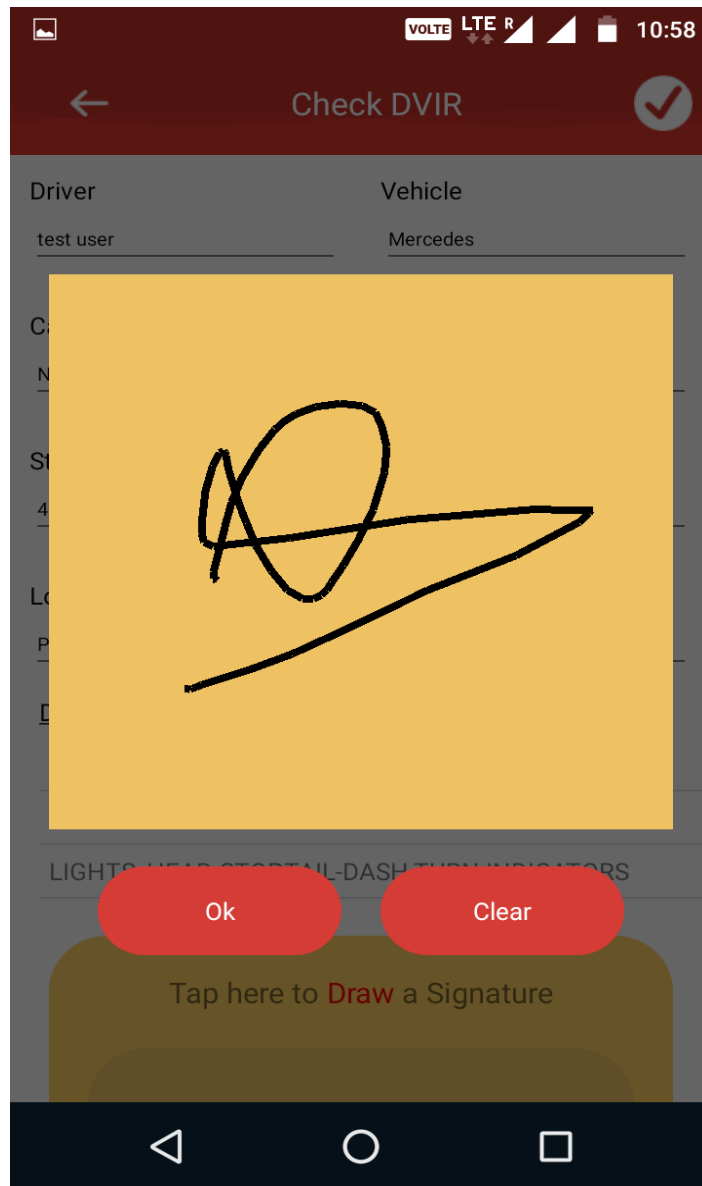 VOLTE LTE R 10:58
Check DVIR
Driver Vehicle
test user Mercedes
LIGHTS-HEAD-STOPTAIL-DASH TURN INDICATORS
Ok Clear
Tap here to Draw a Signature